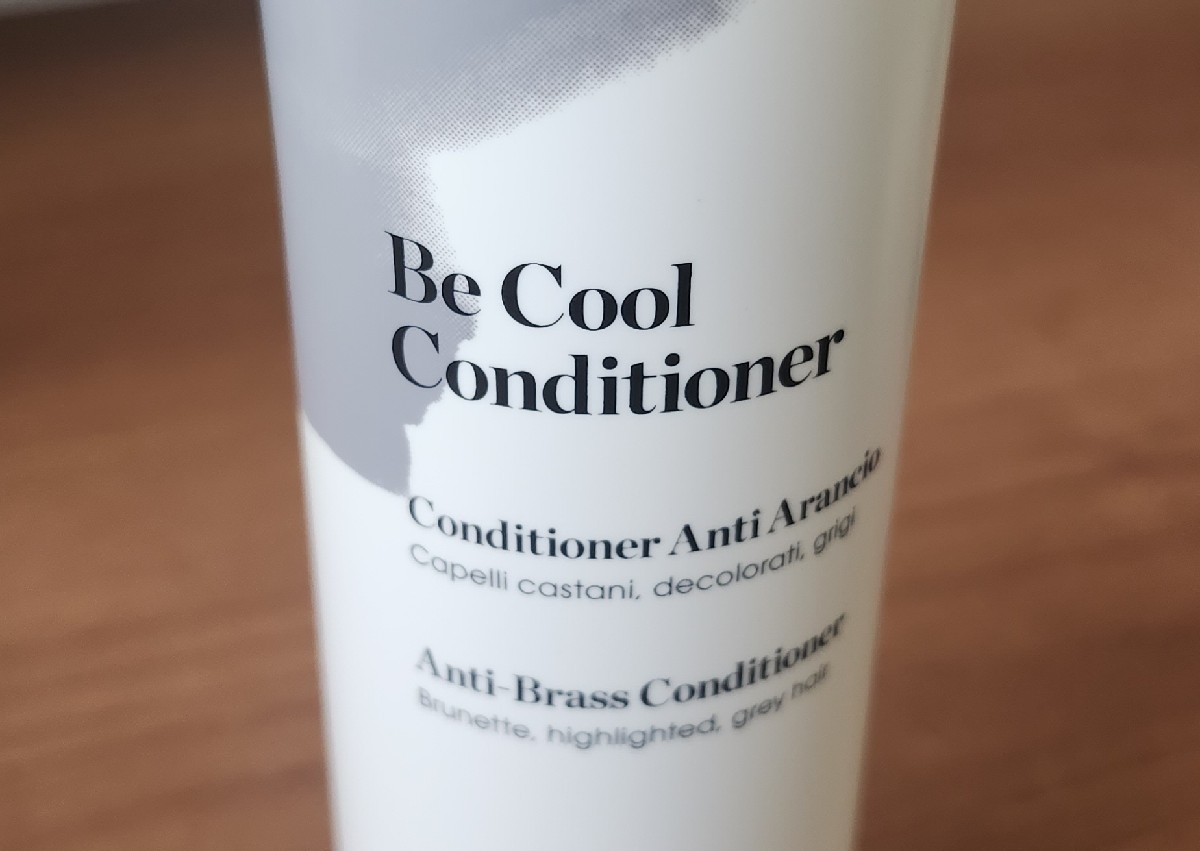 Be Cool
Conditioner
Conditioner Anti Arancio
Capelli castani, decolorati, grigi
Anti-Brass Conditioner
Brunette, highlighted, grey hair